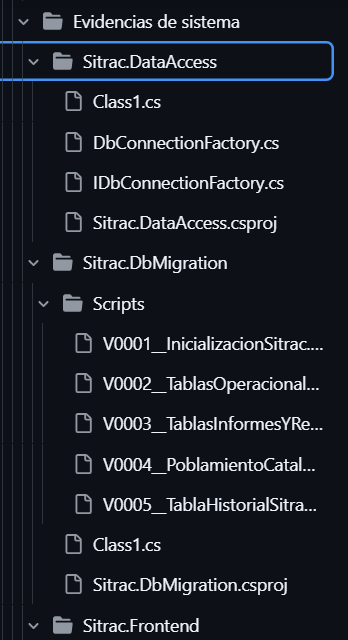 Evidencias de sistema
Sitrac.DataAccess
Class1.cs
DbConnectionFactory.cs
IDbConnectionFactory.cs
Sitrac.DataAccess.csproj
Sitrac.DbMigration
Scripts
V0001__InicializacionSitrac....
V0002__TablasOperacional...
V0003__TablasInformesYRe...
V0004__PoblamientoCatal...
V0005__TablaHistorialSitra...
Class1.cs
Sitrac.DbMigration.csproj
Sitrac.Frontend